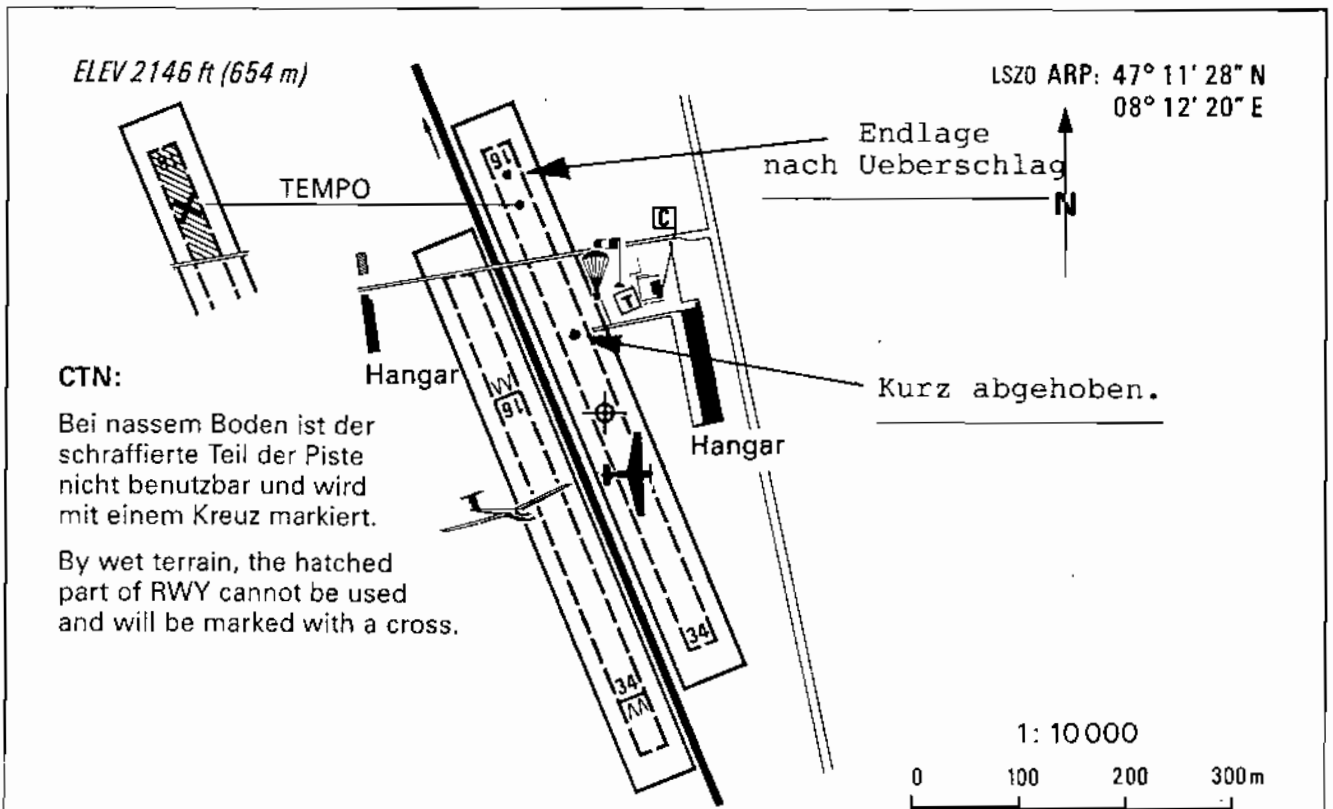 ELEV 2146 ft (654 m)
LSZO ARP: 47° 11' 28" N
08° 12' 20" E
Endlage
nach Ueberschlag
N
TEMPO
16
C
T
Hangar
CTN:
Bei nassem Boden ist der
schraffierte Teil der Piste
nicht benutzbar und wird
mit einem Kreuz markiert.
By wet terrain, the hatched
part of RWY cannot be used
and will be marked with a cross.
16
Kurz abgehoben.
Hangar
34
34
1: 10 000
0 100 200 300m